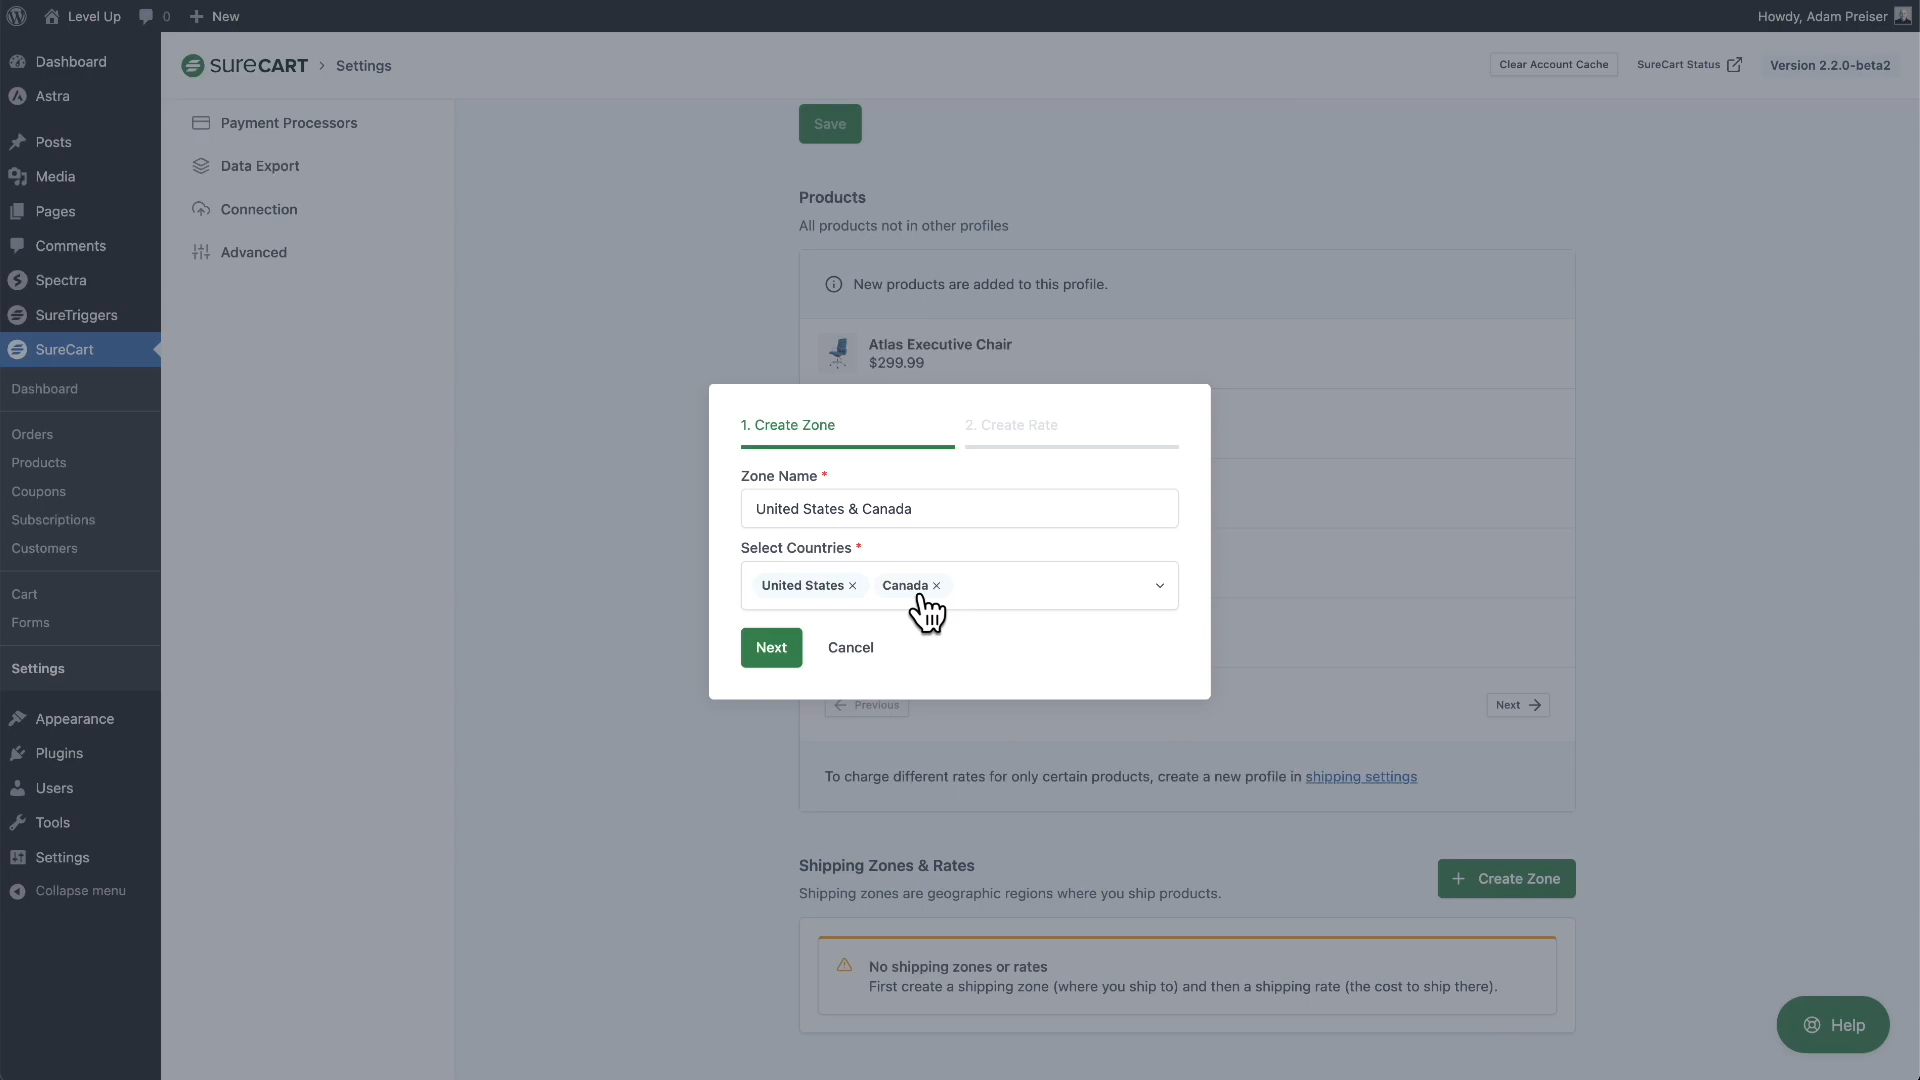 Level Up
0
New
Howdy, Adam Preiser
Dashboard
Astra
Posts
Media
Pages
Comments
Spectra
SureTriggers
SureCart
Dashboard
Orders
Products
Coupons
Subscriptions
Customers
Cart
Forms
Settings
Appearance
Plugins
Users
Tools
Settings
Collapse menu
SURECART > Settings
Clear Account Cache
SureCart Status
Version 2.2.0-beta2
Payment Processors
Data Export
Connection
Advanced
Save
Products
All products not in other profiles
New products are added to this profile.
Atlas Executive Chair
$299.99
1. Create Zone
2. Create Rate
Zone Name *
United States & Canada
Select Countries *
United States ×
Canada ×
Next
Cancel
Previous
Next
To charge different rates for only certain products, create a new profile in shipping settings
Shipping Zones & Rates
Shipping zones are geographic regions where you ship products.
Create Zone
No shipping zones or rates
First create a shipping zone (where you ship to) and then a shipping rate (the cost to ship there).
Help